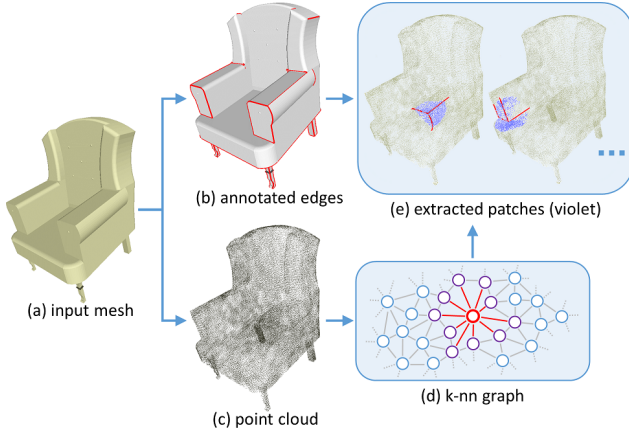 (a) input mesh
(b) annotated edges
(c) point cloud
(d) k-nn graph
(e) extracted patches (violet)